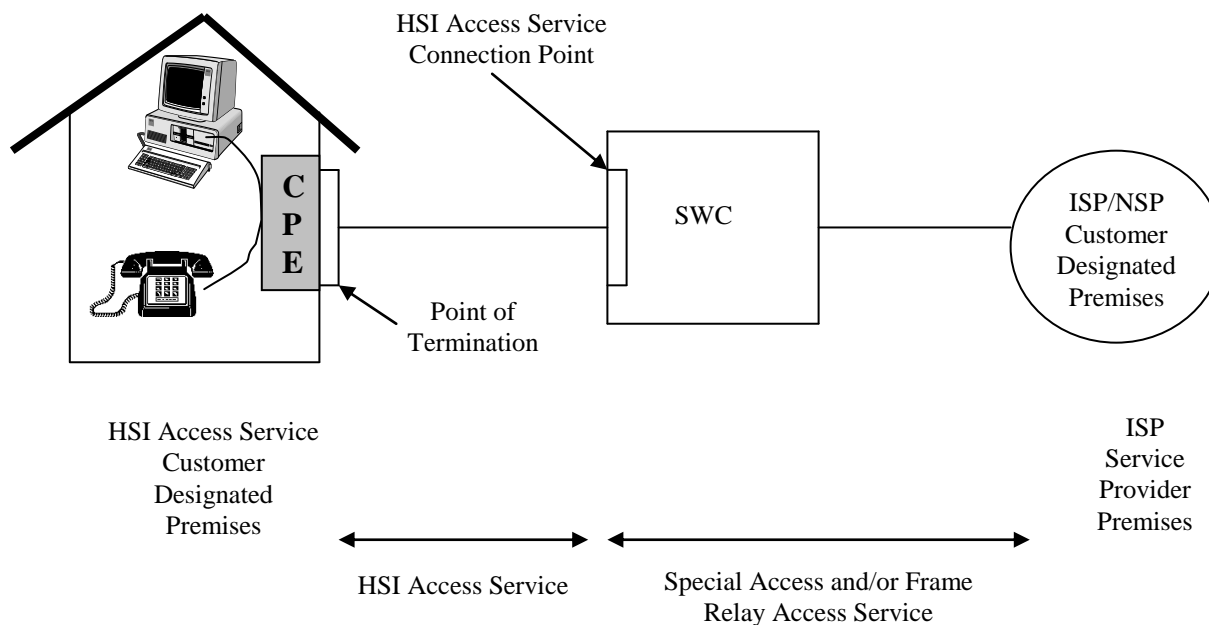 HSI Access Service
Connection Point
C
P
E
SWC
ISP/NSP
Customer
Designated
Premises
Point of
Termination
HSI Access Service
Customer
Designated
Premises
ISP
Service
Provider
Premises
HSI Access Service
Special Access and/or Frame
Relay Access Service